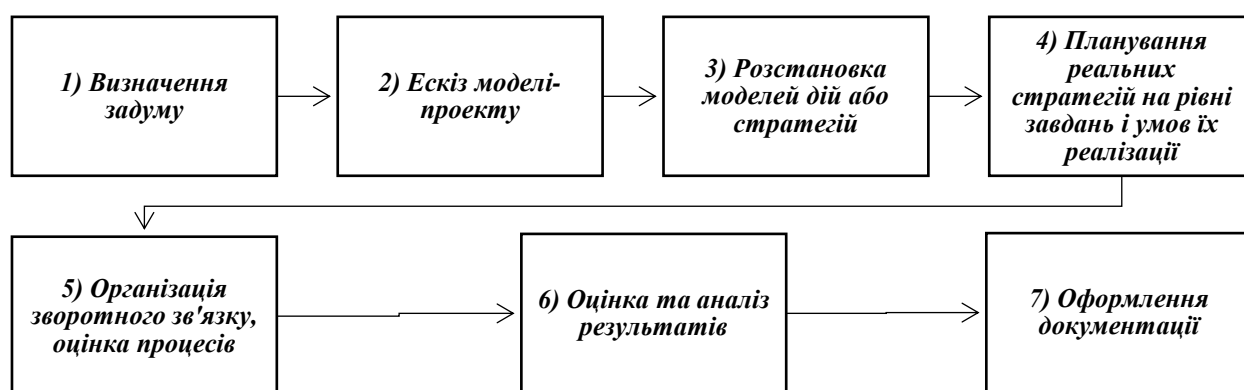 1) Визначення
задуму
2) Ескіз моделі-
проекту
3) Розстановка
моделей дій або
стратегій
4) Планування
реальних
стратегій на рівні
завдань і умов їх
реалізації
5) Організація
зворотного зв'язку,
оцінка процесів
6) Оцінка та аналіз
результатів
7) Оформлення
документації